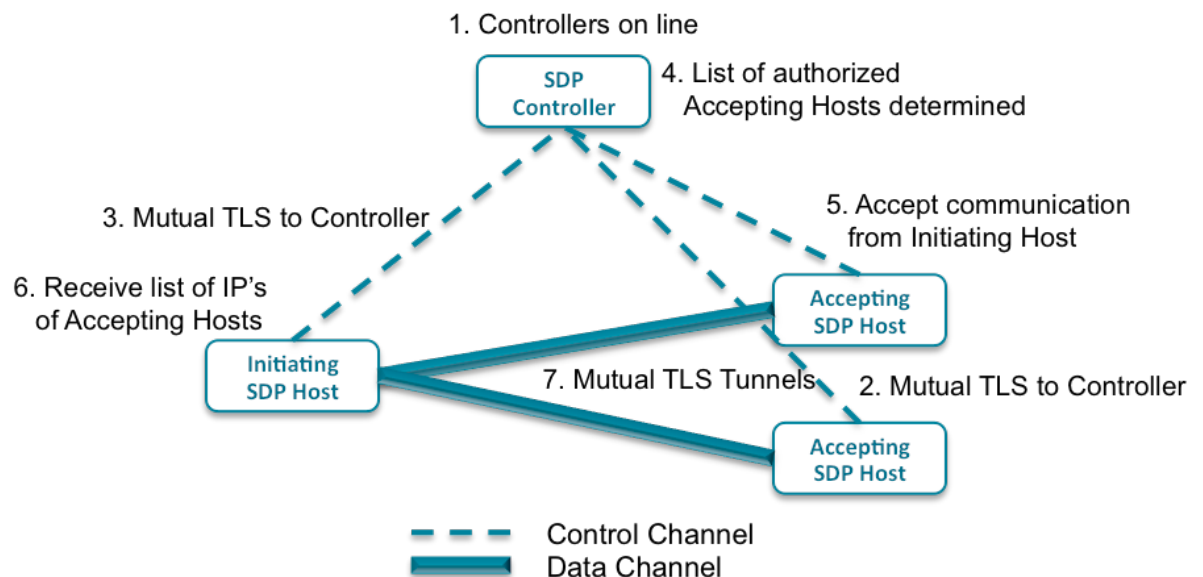 1. Controllers on line
SDP
Controller
4. List of authorized
Accepting Hosts determined
3. Mutual TLS to Controller
5. Accept communication
from Initiating Host
6. Receive list of IP's
of Accepting Hosts
Accepting
SDP Host
Initiating
SDP Host
7. Mutual TLS Tunnels
2. Mutual TLS to Controller
Accepting
SDP Host
Control Channel
Data Channel